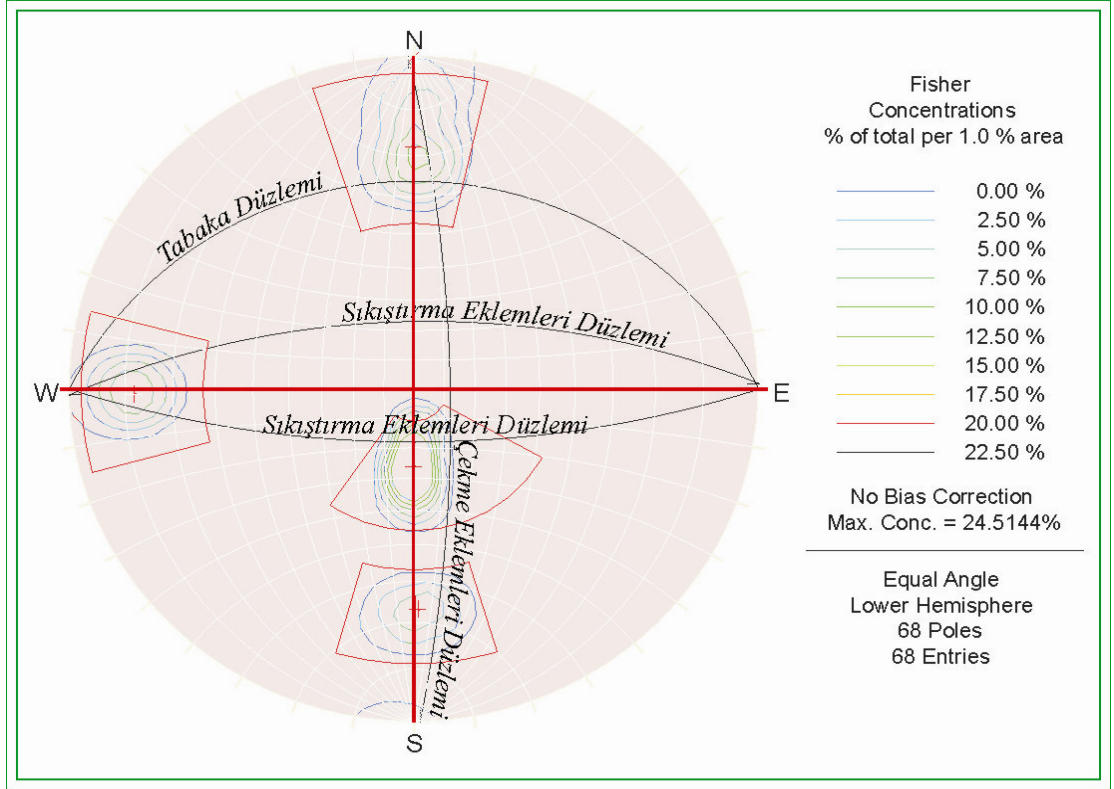 N
Tabaka Düzlemi
Sıkıştırma Eklemleri Düzlemi
W
E
Sıkıştırma Eklemleri Düzlemi
Çekme Eklemleri Düzlemi
S
Fisher
Concentrations
% of total per 1.0 % area
0.00 %
2.50 %
5.00 %
7.50 %
10.00 %
12.50 %
15.00 %
17.50 %
20.00 %
22.50 %
No Bias Correction
Max. Conc. = 24.5144%
Equal Angle
Lower Hemisphere
68 Poles
68 Entries